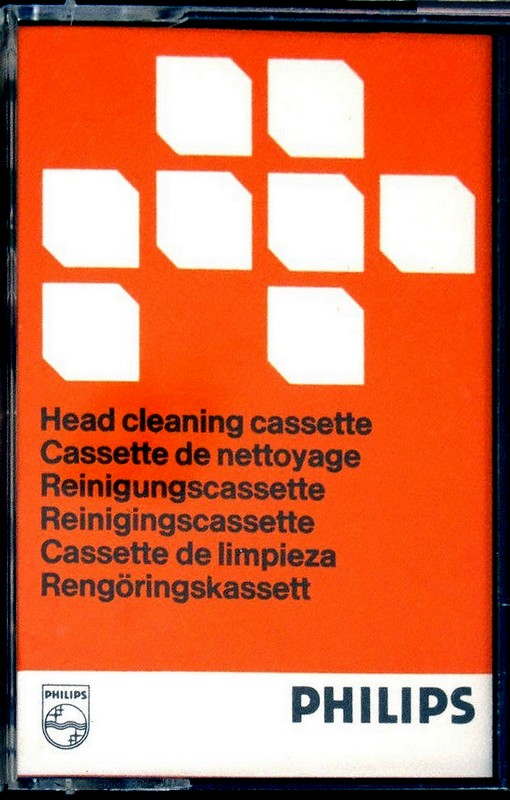 Head cleaning cassette
Cassette de nettoyage
Reinigungscassette
Reinigingscassette
Cassette de limpieza
Rengöringskassett
PHILIPS
PHILIPS